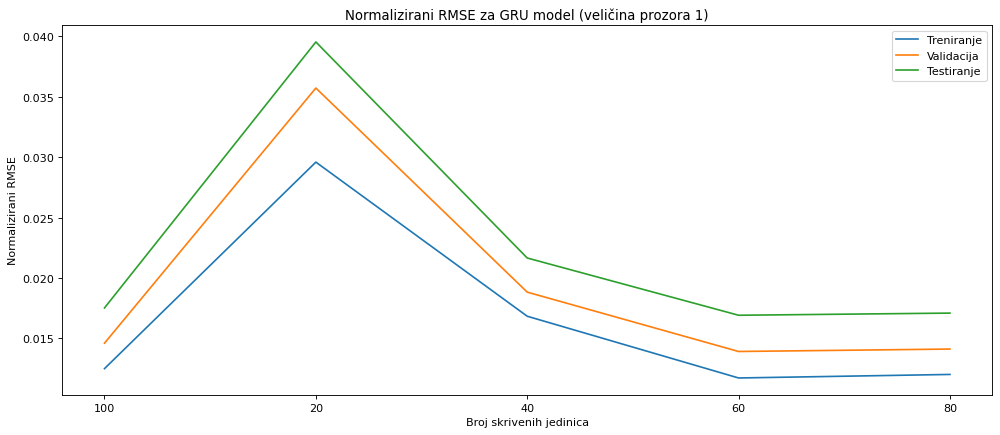 Normalizirani RMSE za GRU model (veličina prozora 1)
Treniranje
Validacija
Testiranje
0.040
0.035
0.030
0.025
0.020
0.015
Normalizirani RMSE
100 20 40 60 80
Broj skrivenih jedinica